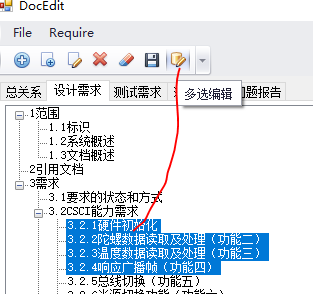 DocEdit
File Require
总关系 设计需求 测试需求 问题报告
多选编辑
1范围
1.1标识
1.2系统概述
1.3文档概述
2引用文档
3需求
3.1要求的状态和方式
3.2CSCI能力需求
3.2.1硬件初始化
3.2.2陀螺数据读取及处理（功能二）
3.2.3温度数据读取及处理（功能三）
3.2.4响应广播帧（功能四）
3.2.5总线切换（功能五）